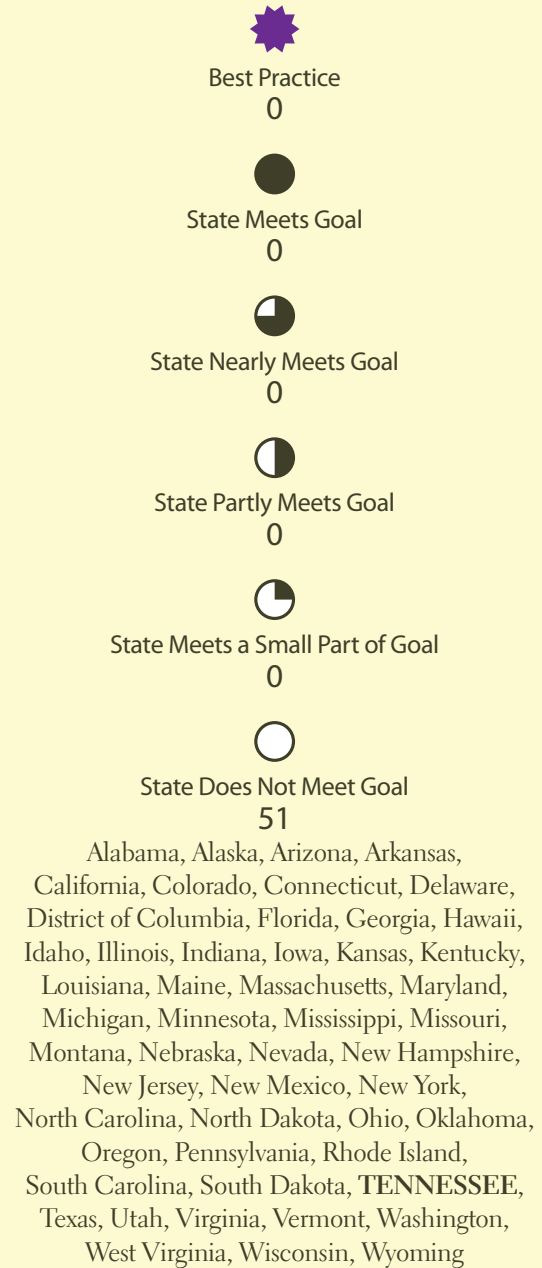 Best Practice
0
State Meets Goal
0
State Nearly Meets Goal
0
State Partly Meets Goal
0
State Meets a Small Part of Goal
0
State Does Not Meet Goal
51
Alabama, Alaska, Arizona, Arkansas,
California, Colorado, Connecticut, Delaware,
District of Columbia, Florida, Georgia, Hawaii,
Idaho, Illinois, Indiana, Iowa, Kansas, Kentucky,
Louisiana, Maine, Massachusetts, Maryland,
Michigan, Minnesota, Mississippi, Missouri,
Montana, Nebraska, Nevada, New Hampshire,
New Jersey, New Mexico, New York,
North Carolina, North Dakota, Ohio, Oklahoma,
Oregon, Pennsylvania, Rhode Island,
South Carolina, South Dakota, TENNESSEE,
Texas, Utah, Virginia, Vermont, Washington,
West Virginia, Wisconsin, Wyoming